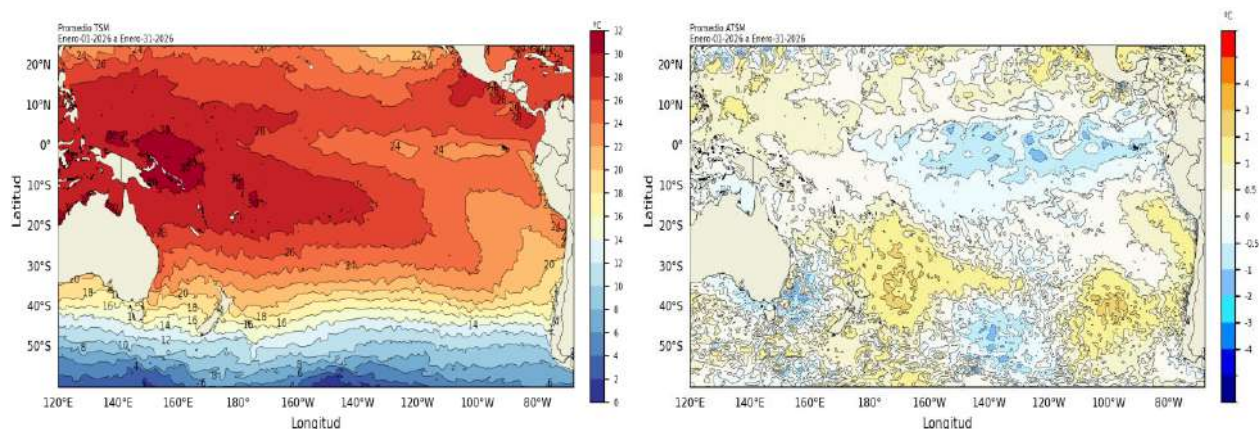 Promedio TSM
Enero-01-2026 a Enero-31-2026
ºC
32
30
28
26
24
22
20
18
16
14
12
10
8
6
4
2
0
20°N
10°N
0°
10°S
20°S
30°S
40°S
50°S
Latitud
120°E
140°E
160°E
180°
160°W
140°W
120°W
100°W
80°W
Longitud
Promedio ATSM
Enero-01-2026 a Enero-31-2026
ºC
5
4
3
2
1
0.5
-0.5
-1
-2
-3
-4
20°N
10°N
0°
10°S
20°S
30°S
40°S
50°S
Latitud
120°E
140°E
160°E
180°
160°W
140°W
120°W
100°W
80°W
Longitud